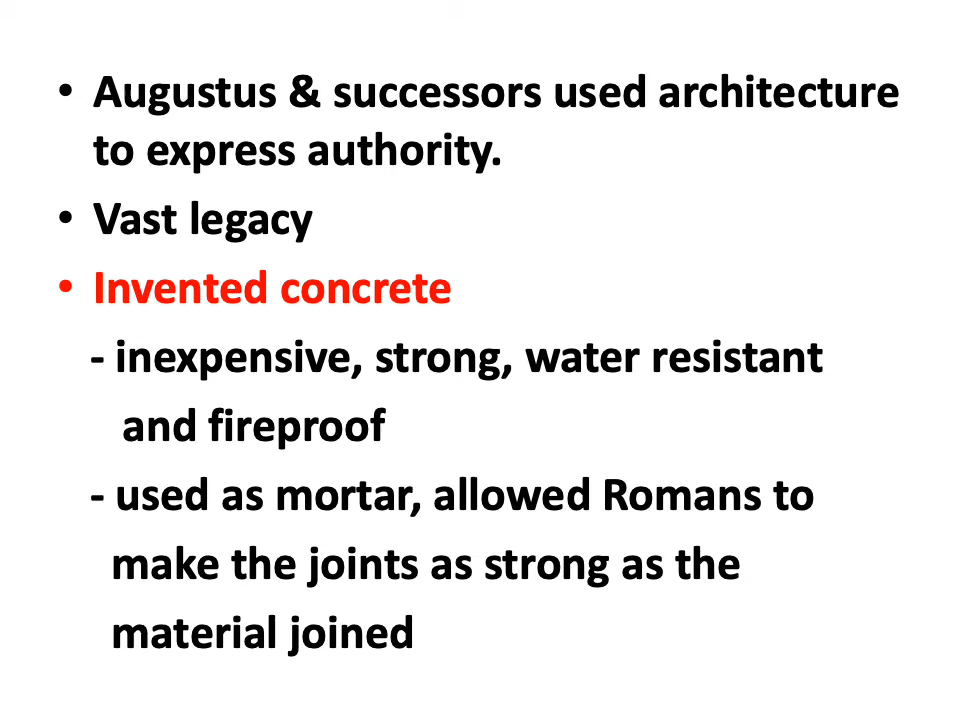 • Augustus & successors used architecture
to express authority.
• Vast legacy
• Invented concrete
- inexpensive, strong, water resistant
and fireproof
- used as mortar, allowed Romans to
make the joints as strong as the
material joined